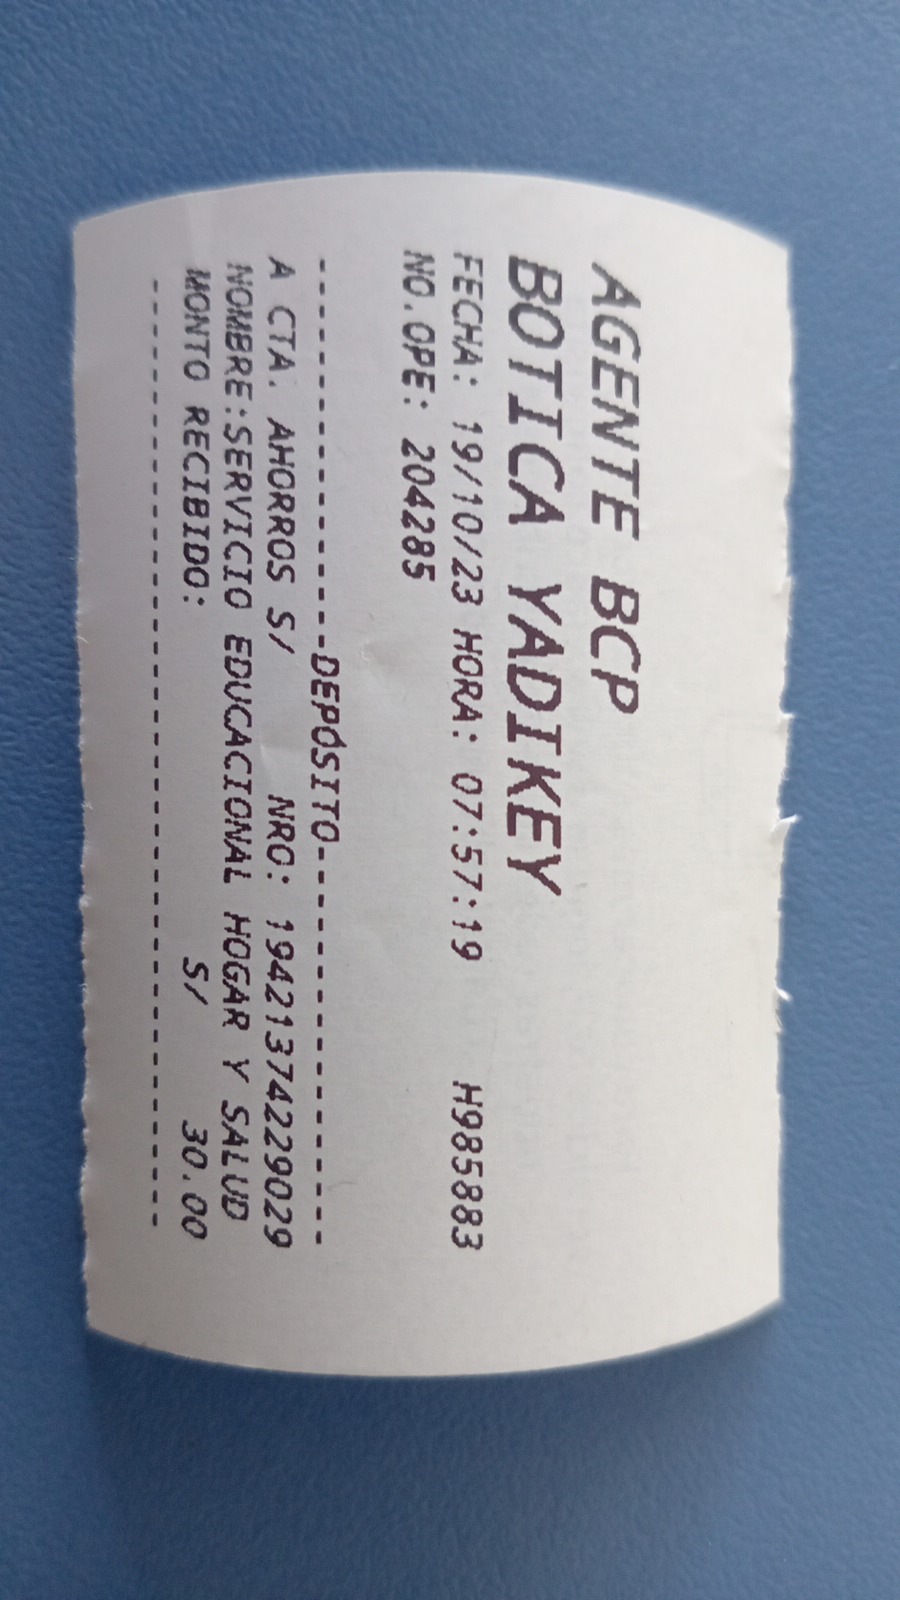 AGENTE BCP
BOTICA YADIKEY
FECHA: 19/10/23 HORA: 07:57:19 H985883
NO.OPE: 204285
--------------------DEPÓSITO---------------------
A CTA. AHORROS S/ NRO: 19421374229029
NOMBRE:SERVICIO EDUCACIONAL HOGAR Y SALUD
MONTO RECIBIDO: S/ 30.00
-------------------------------------------------